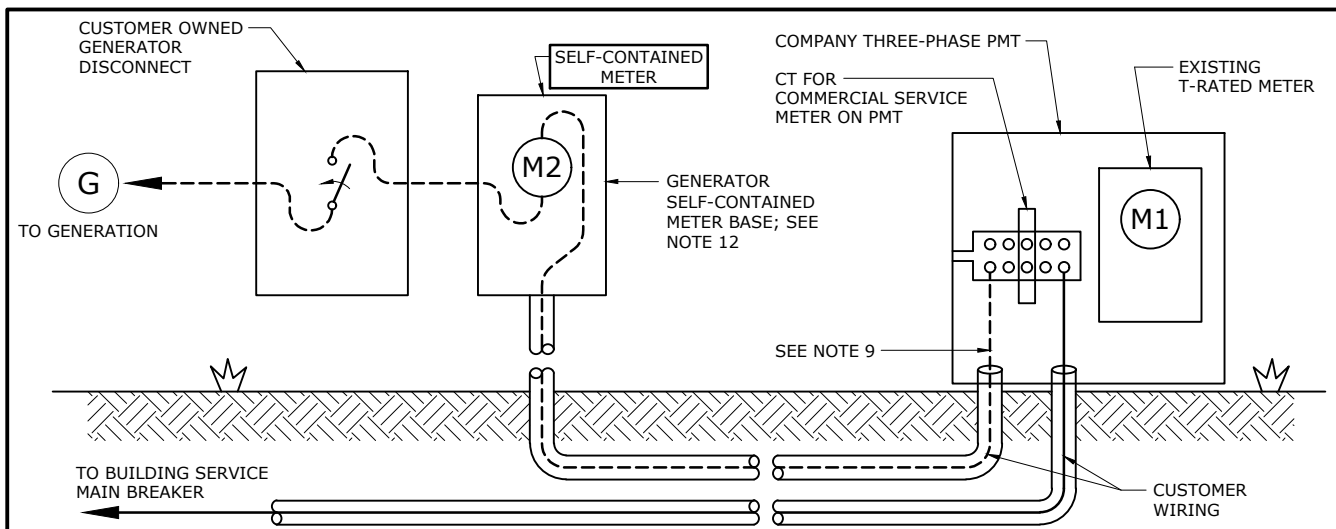 CUSTOMER OWNED
GENERATOR
DISCONNECT
SELF-CONTAINED
METER
COMPANY THREE-PHASE PMT
CT FOR
COMMERCIAL SERVICE
METER ON PMT
EXISTING
T-RATED METER
G
TO GENERATION
M2
GENERATOR
SELF-CONTAINED
METER BASE; SEE
NOTE 12
M1
SEE NOTE 9
TO BUILDING SERVICE
MAIN BREAKER
CUSTOMER
WIRING